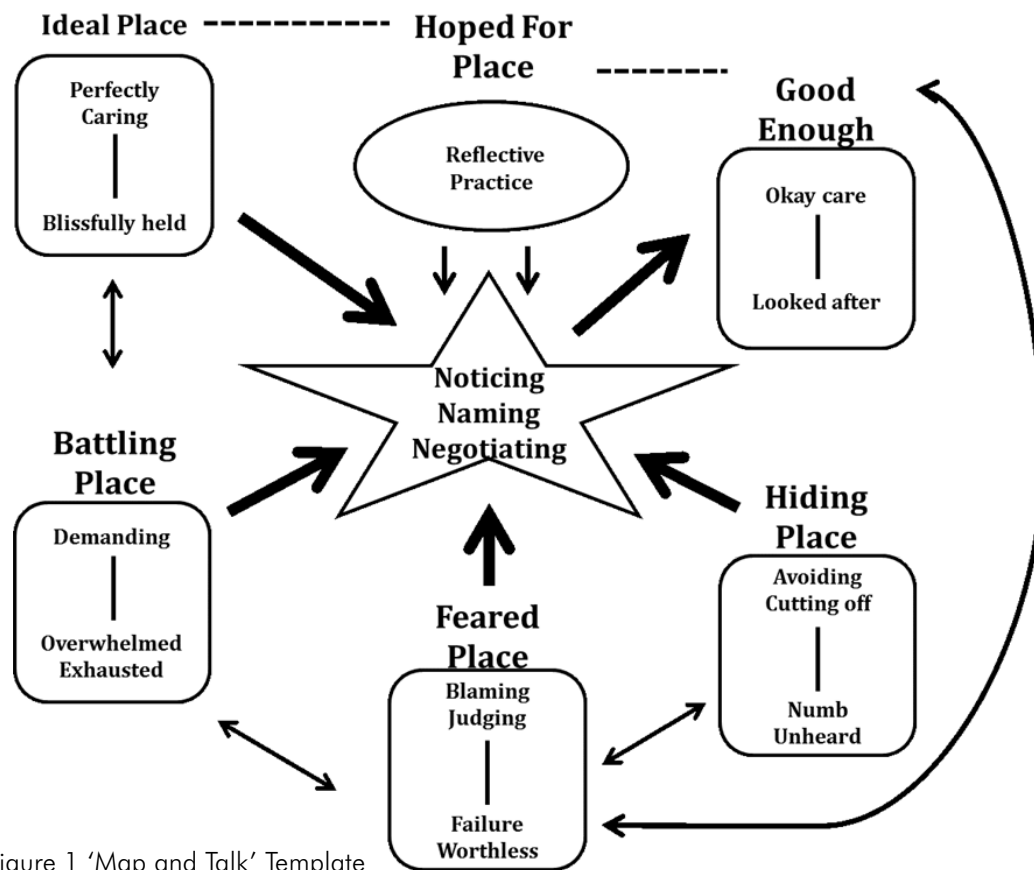 Ideal Place
Perfectly
Caring
Blissfully held
Hoped For
Place
Reflective
Practice
Good
Enough
Okay care
Looked after
Noticing
Naming
Negotiating
Battling
Place
Demanding
Overwhelmed
Exhausted
Feared
Place
Blaming
Judging
Failure
Worthless
Hiding
Place
Avoiding
Cutting off
Numb
Unheard
igure 1 ‘Map and Talk’ Template